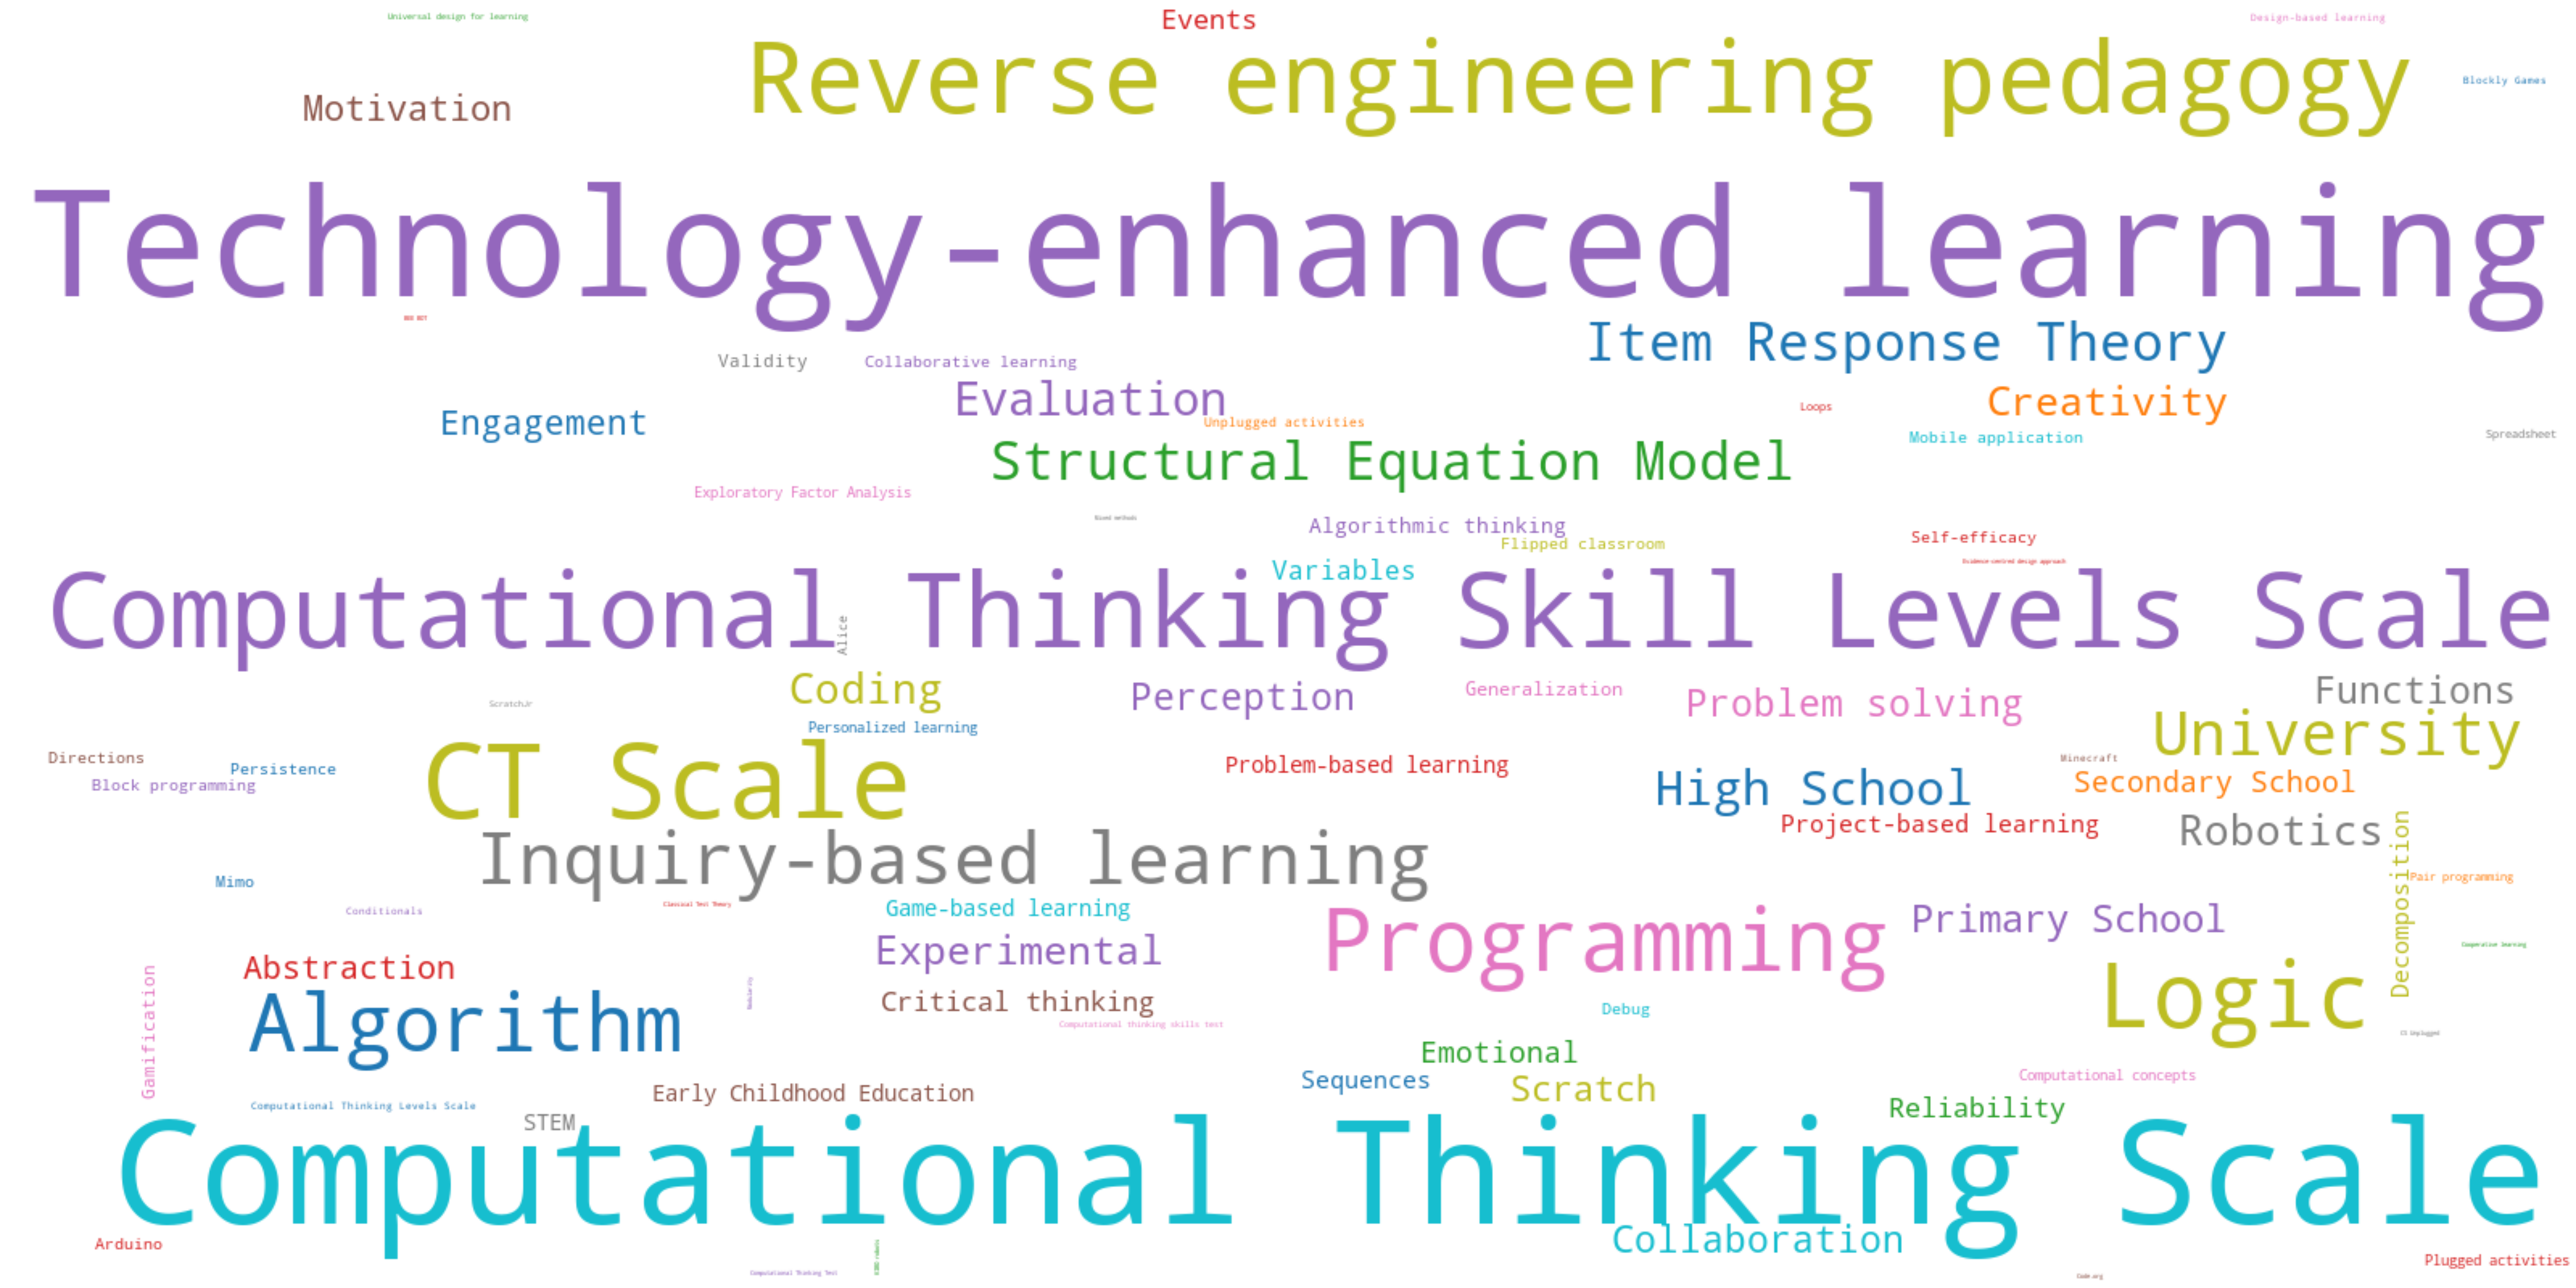 Universal design for learning
Events
Design-based learning
Reverse engineering pedagogy
Blockly Games
Motivation
Technology-enhanced learning
BEE BOT
Item Response Theory
Validity
Collaborative learning
Evaluation
Creativity
Loops
Engagement
Unplugged activities
Mobile application
Spreadsheet
Structural Equation Model
Exploratory Factor Analysis
Mixed methods
Algorithmic thinking
Flipped classroom
Self-efficacy
Evidence-centred design approach
Variables
Computational Thinking Skill Levels Scale
Alice
Coding
Perception
Generalization
Problem solving
Functions
ScratchJr
Personalized learning
University
Directions
Persistence
Block programming
CT Scale
Problem-based learning
Minecraft
High School
Secondary School
Project-based learning
Robotics
Decomposition
Inquiry-based learning
Mimo
Pair programming
Conditionals
Classical Test Theory
Game-based learning
Programming
Primary School
Experimental
Cooperative learning
Abstraction
Gamification
Modularity
Algorithm
Critical thinking
Logic
Debug
Computational thinking skills test
CS Unplugged
Emotional
Sequences
Scratch
Computational concepts
Early Childhood Education
Computational Thinking Levels Scale
STEM
Reliability
Computational Thinking Scale
Arduino
Collaboration
KIBO robots
Plugged activities
Computational Thinking Test
Code.org